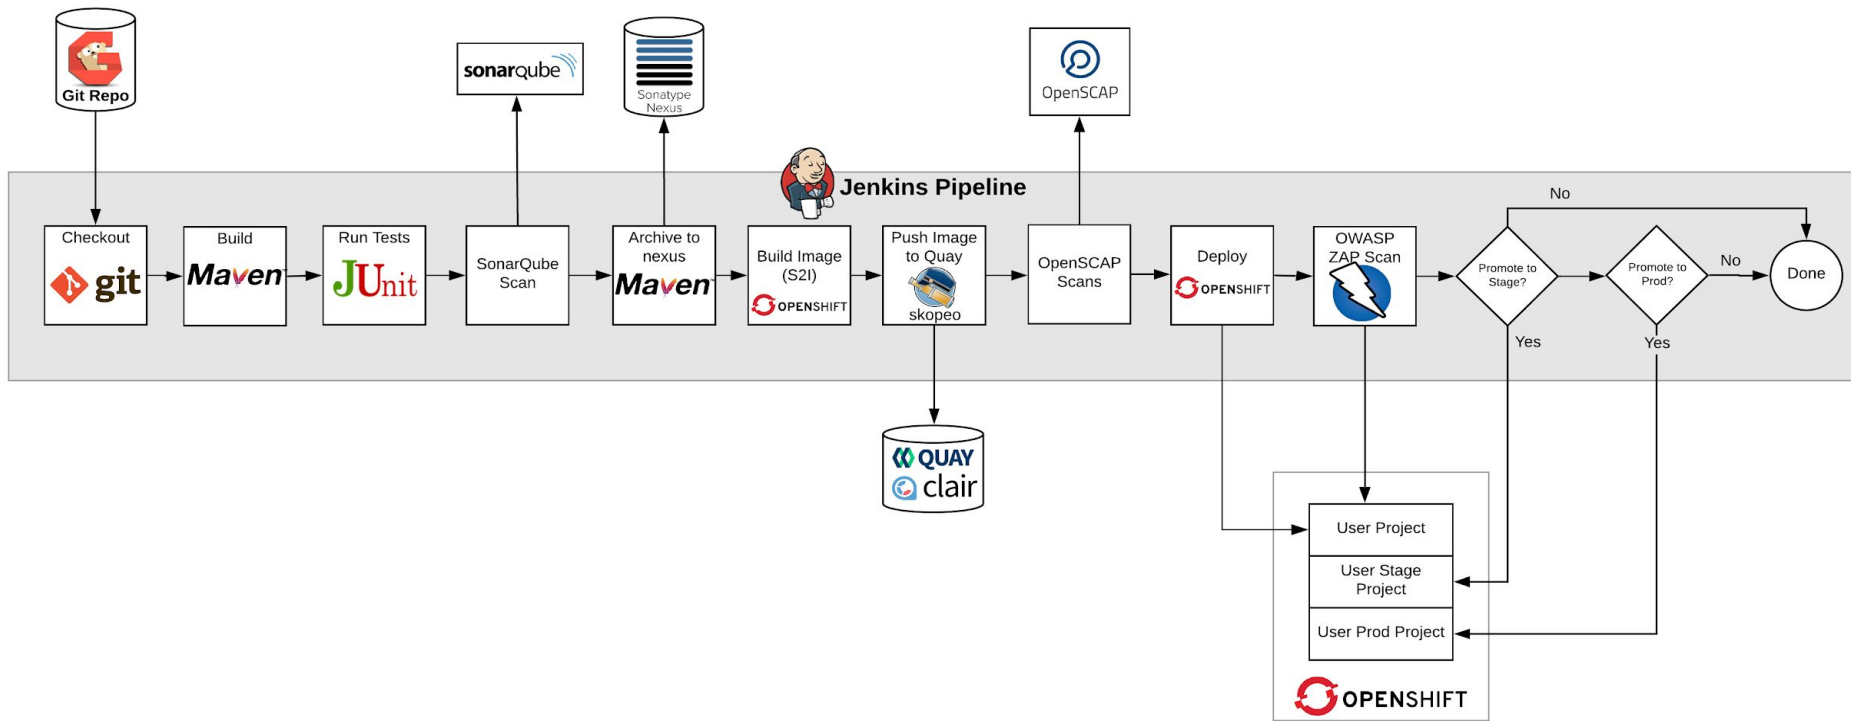 Git Repo
sonarqube
Sonatype
Nexus
OpenSCAP
Jenkins Pipeline
Checkout
git
Build
Maven™
Run Tests
JUnit
SonarQube
Scan
Archive to
nexus
Maven™
Build Image
(S2I)
OPENSHIFT
Push Image
to Quay
skopeo
OpenSCAP
Scans
Deploy
OPENSHIFT
OWASP
ZAP Scan
Promote to
Stage?
No
Yes
Promote to
Prod?
No
Yes
Done
QUAY
clair
User Project
User Stage
Project
User Prod Project
OPENSHIFT